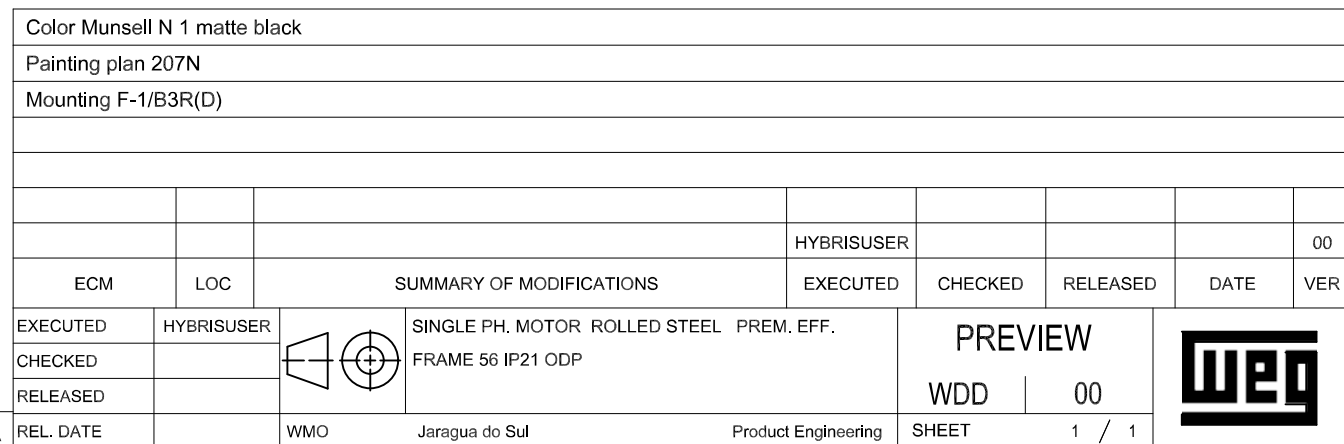 Color Munsell N 1 matte black
Painting plan 207N
Mounting F-1/B3R(D)
HYBRISUSER 00
ECM LOC SUMMARY OF MODIFICATIONS EXECUTED CHECKED RELEASED DATE VER
EXECUTED HYBRISUSER SINGLE PH. MOTOR ROLLED STEEL PREM. EFF. PREVIEW
CHECKED FRAME 56 IP21 ODP
RELEASED WDD 00
REL. DATE WMO Jaragua do Sul Product Engineering SHEET 1 / 1
weg